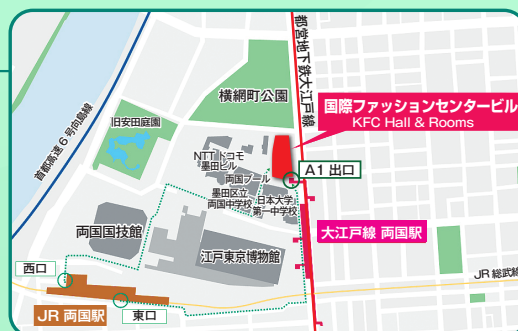 都営地下鉄大江戸線
横網町公園
国際ファッションセンタービル
KFC Hall & Rooms
旧安田庭園
首都高速6号向島線
NTTドコモ
墨田ビル
両国プール
A1 出口
墨田区立
両国中学校
日本大学
第一中学校
両国国技館
江戸東京博物館
大江戸線 両国駅
西口
JR 総武線
JR 両国駅
東口